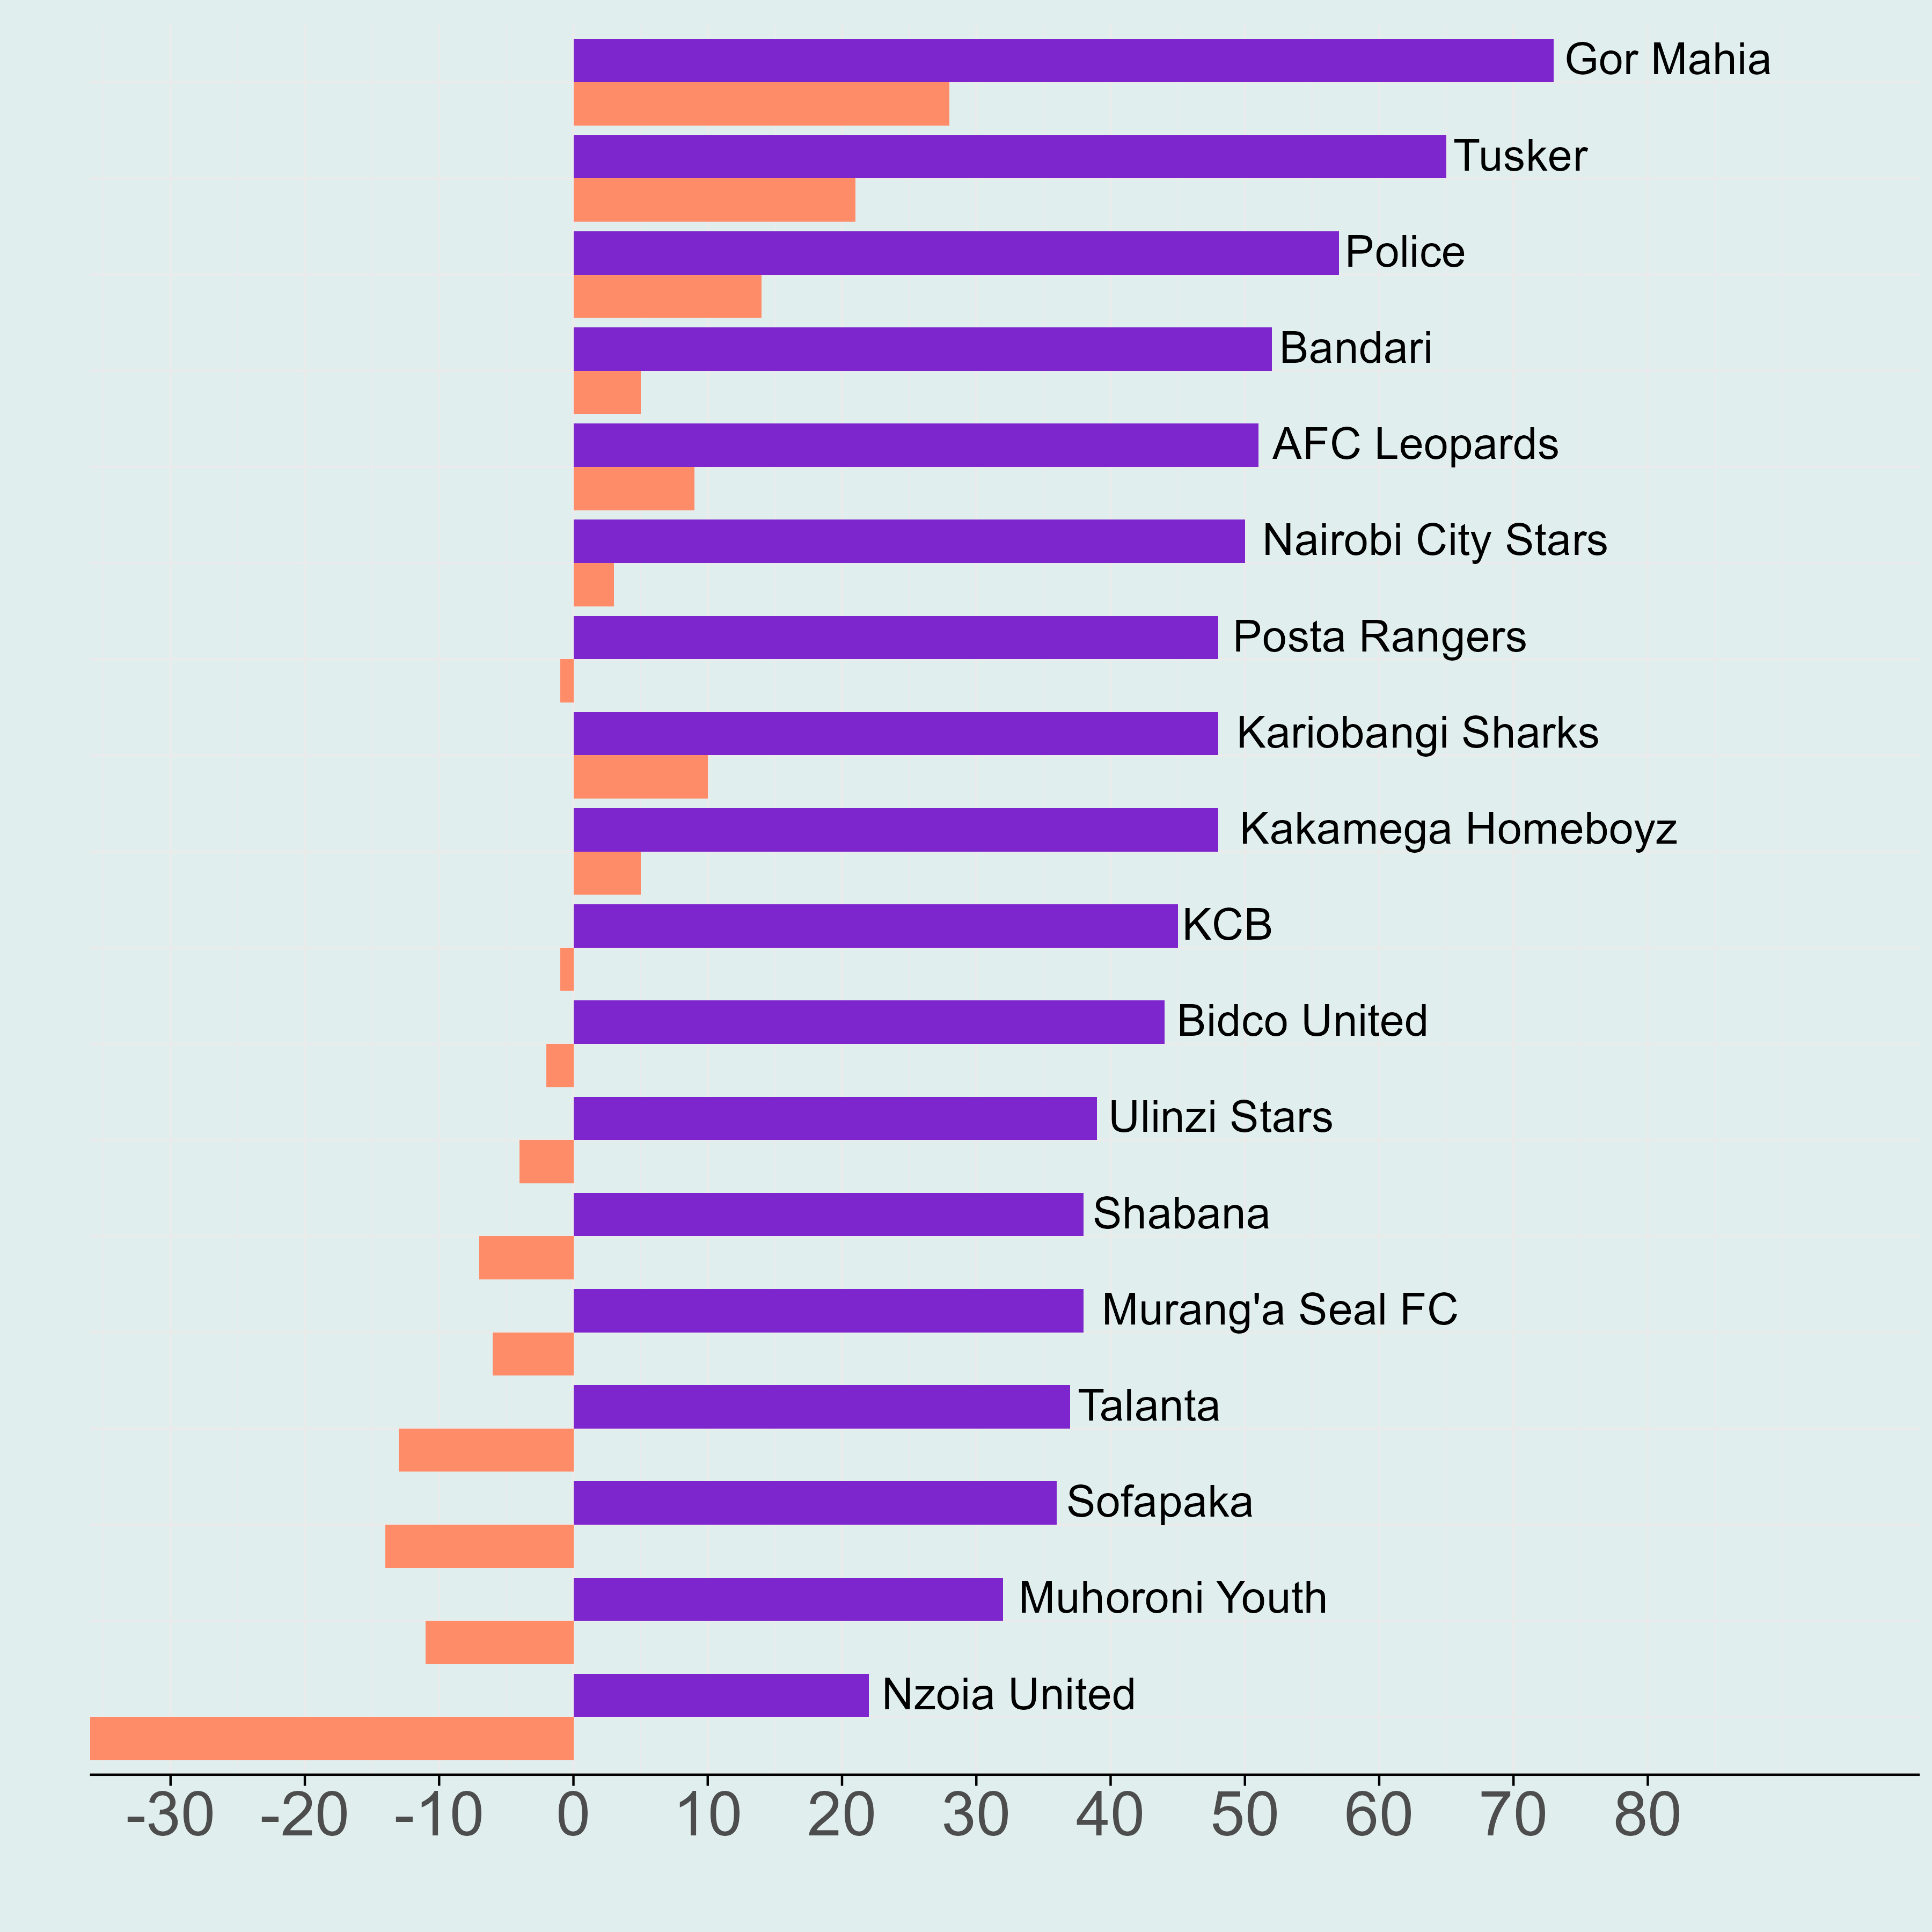 Gor Mahia
Tusker
Police
Bandari
AFC Leopards
Nairobi City Stars
Posta Rangers
Kariobangi Sharks
Kakamega Homeboyz
KCB
Bidco United
Ulinzi Stars
Shabana
Murang'a Seal FC
Talanta
Sofapaka
Muhoroni Youth
Nzoia United
-30 -20 -10 0 10 20 30 40 50 60 70 80